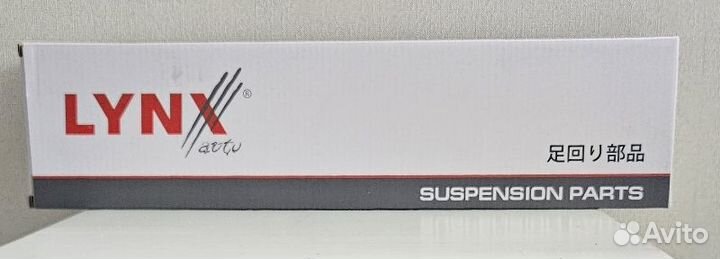 LYNX®
auto
足回り部品
SUSPENSION PARTS
Avito